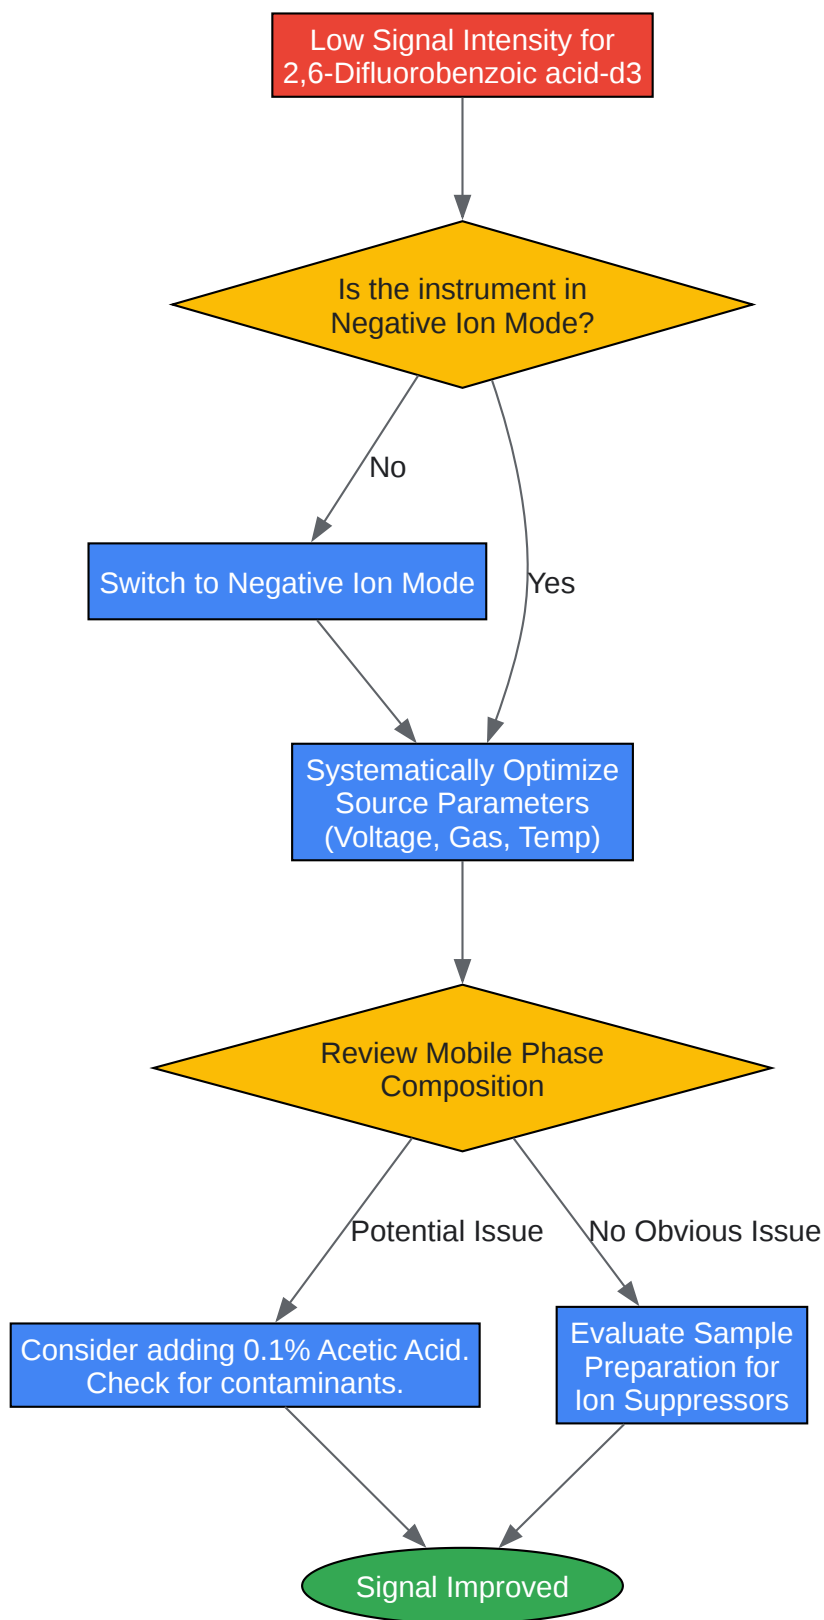 Low Signal Intensity for
2,6-Difluorobenzoic acid-d3
Is the instrument in
Negative Ion Mode?
No
Switch to Negative Ion Mode
Yes
Systematically Optimize
Source Parameters
(Voltage, Gas, Temp)
Review Mobile Phase
Composition
Potential Issue
No Obvious Issue
Consider adding 0.1% Acetic Acid.
Check for contaminants.
Evaluate Sample
Preparation for
Ion Suppressors
Signal Improved